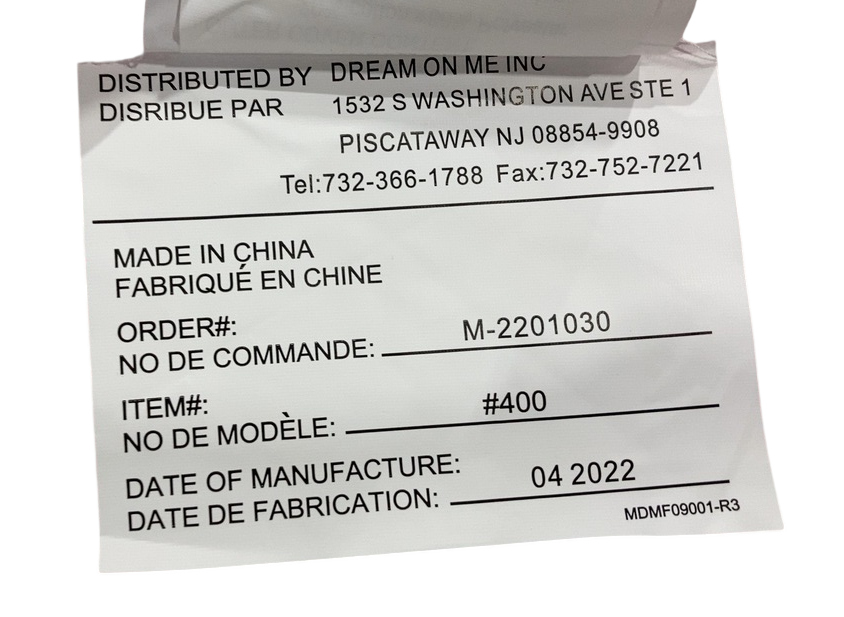 DISTRIBUTED BY DREAM ON ME INC
DISRIBUE PAR 1532 S WASHINGTON AVE STE 1
PISCATAWAY NJ 08854-9908
Tel:732-366-1788 Fax:732-752-7221
MADE IN CHINA
FABRIQUÉ EN CHINE
ORDER#:
NO DE COMMANDE: M-2201030
ITEM#:
NO DE MODÈLE: #400
DATE OF MANUFACTURE:
DATE DE FABRICATION: 04 2022
MDMF09001-R3